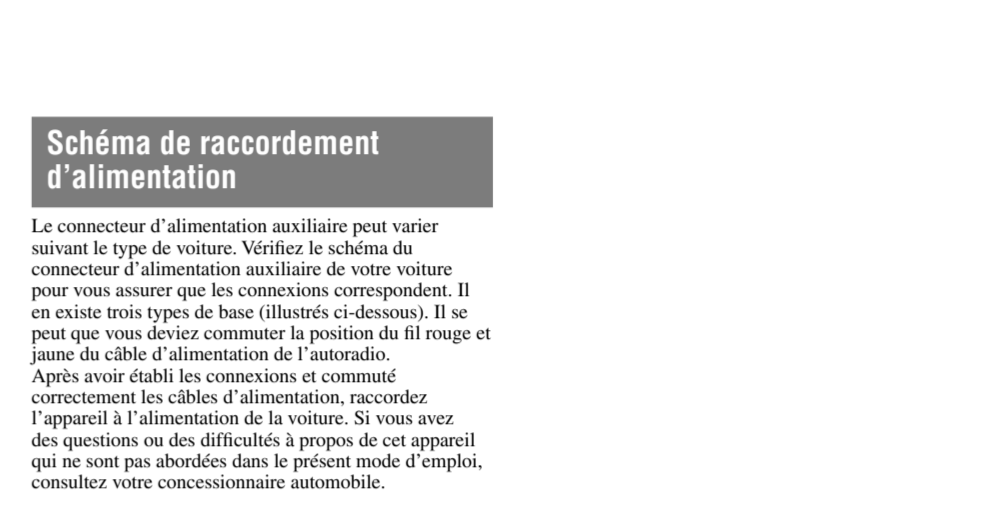 Schéma de raccordement
d’alimentation
Le connecteur d’alimentation auxiliaire peut varier
suivant le type de voiture. Vérifiez le schéma du
connecteur d’alimentation auxiliaire de votre voiture
pour vous assurer que les connexions correspondent. Il
en existe trois types de base (illustrés ci-dessous). Il se
peut que vous deviez commuter la position du fil rouge et
jaune du câble d’alimentation de l’autoradio.
Après avoir établi les connexions et commuté
correctement les câbles d’alimentation, raccordez
l’appareil à l’alimentation de la voiture. Si vous avez
des questions ou des difficultés à propos de cet appareil
qui ne sont pas abordées dans le présent mode d’emploi,
consultez votre concessionnaire automobile.